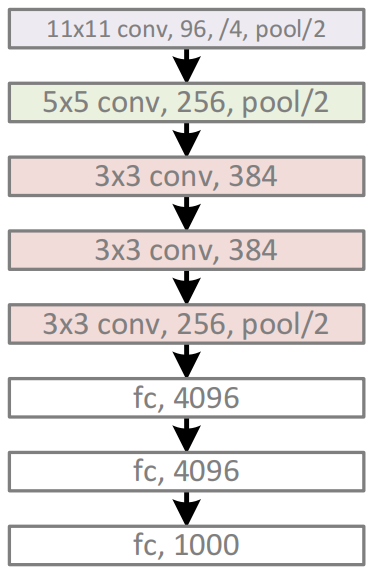 11x11 conv, 96, /4, pool/2
5x5 conv, 256, pool/2
3x3 conv, 384
3x3 conv, 384
3x3 conv, 256, pool/2
fc, 4096
fc, 4096
fc, 1000